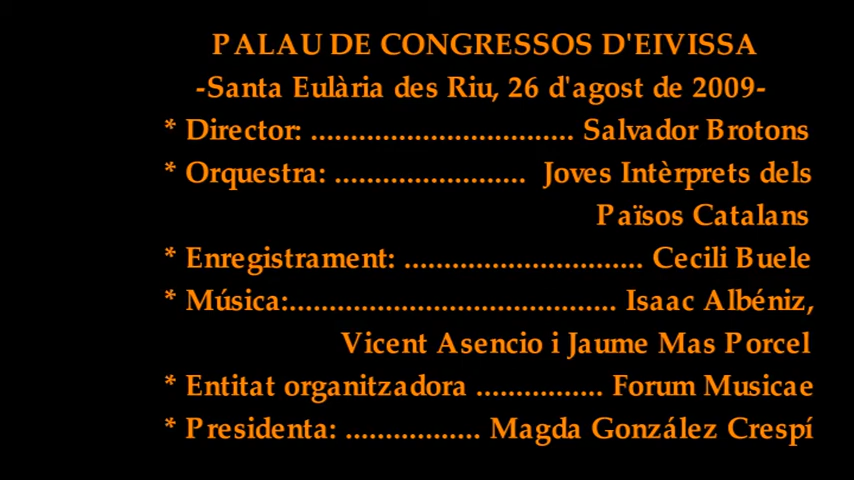 PALAU DE CONGRESSOS D'EIVISSA
-Santa Eulària des Riu, 26 d'agost de 2009-
* Director: ................................. Salvador Brotons
* Orquestra: ........................ Joves Intèrprets dels
Països Catalans
* Enregistrament: .............................. Cecili Buele
* Música:......................................... Isaac Albéniz,
Vicent Asencio i Jaume Mas Porcel
* Entitat organitzadora ................ Forum Musicae
* Presidenta: ................. Magda González Crespí